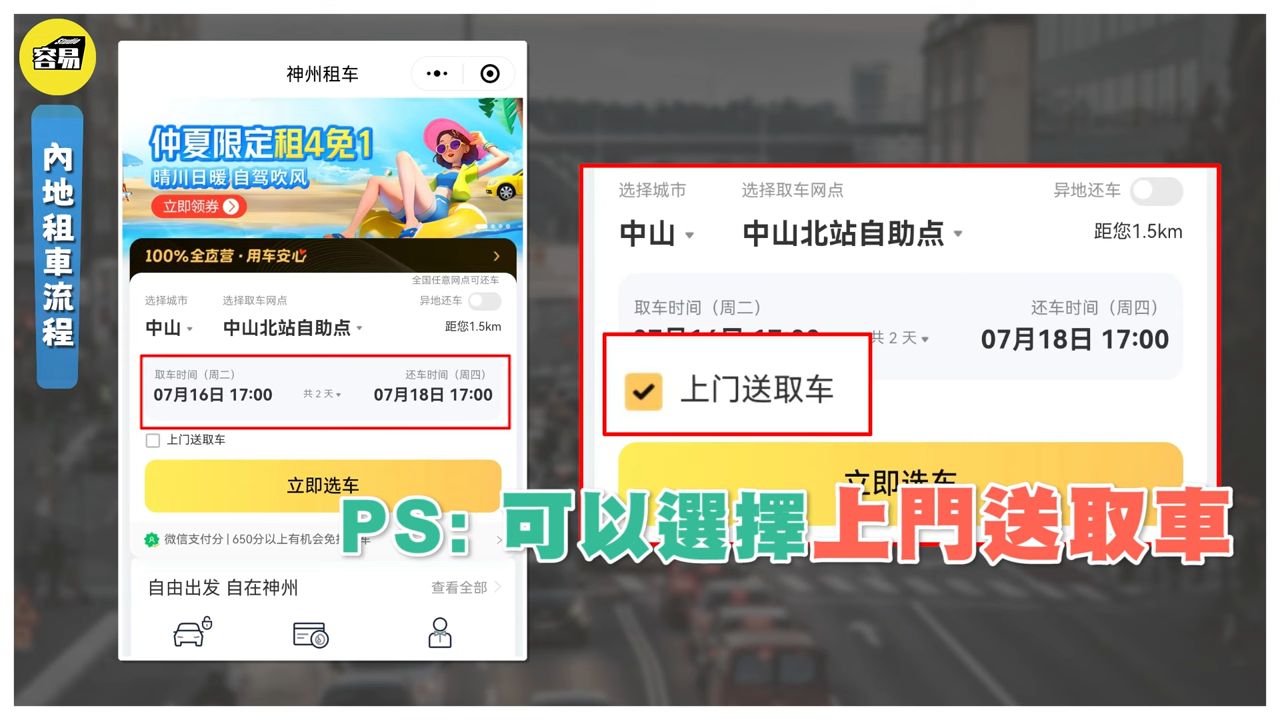 Studio
容易
內地租車流程
神州租车
仲夏限定租4免1
晴川日暖 自驾吹风
立即领券
100%全直营·用车安心
全国任意网点可还车
选择城市 选择取车网点 异地还车
中山 中山北站自助点 距您1.5km
取车时间（周二） 还车时间（周四）
07月16日 17:00 共2天 07月18日 17:00
上门送取车
立即选车
微信支付分 | 650分以上有机会免
自由出发 自在神州 查看全部
选择城市 选择取车网点 异地还车
中山 中山北站自助点 距您1.5km
取车时间（周二） 还车时间（周四）
07月16日 17:00 共2天 07月18日 17:00
上门送取车
立即选车
PS: 可以選擇上門送取車